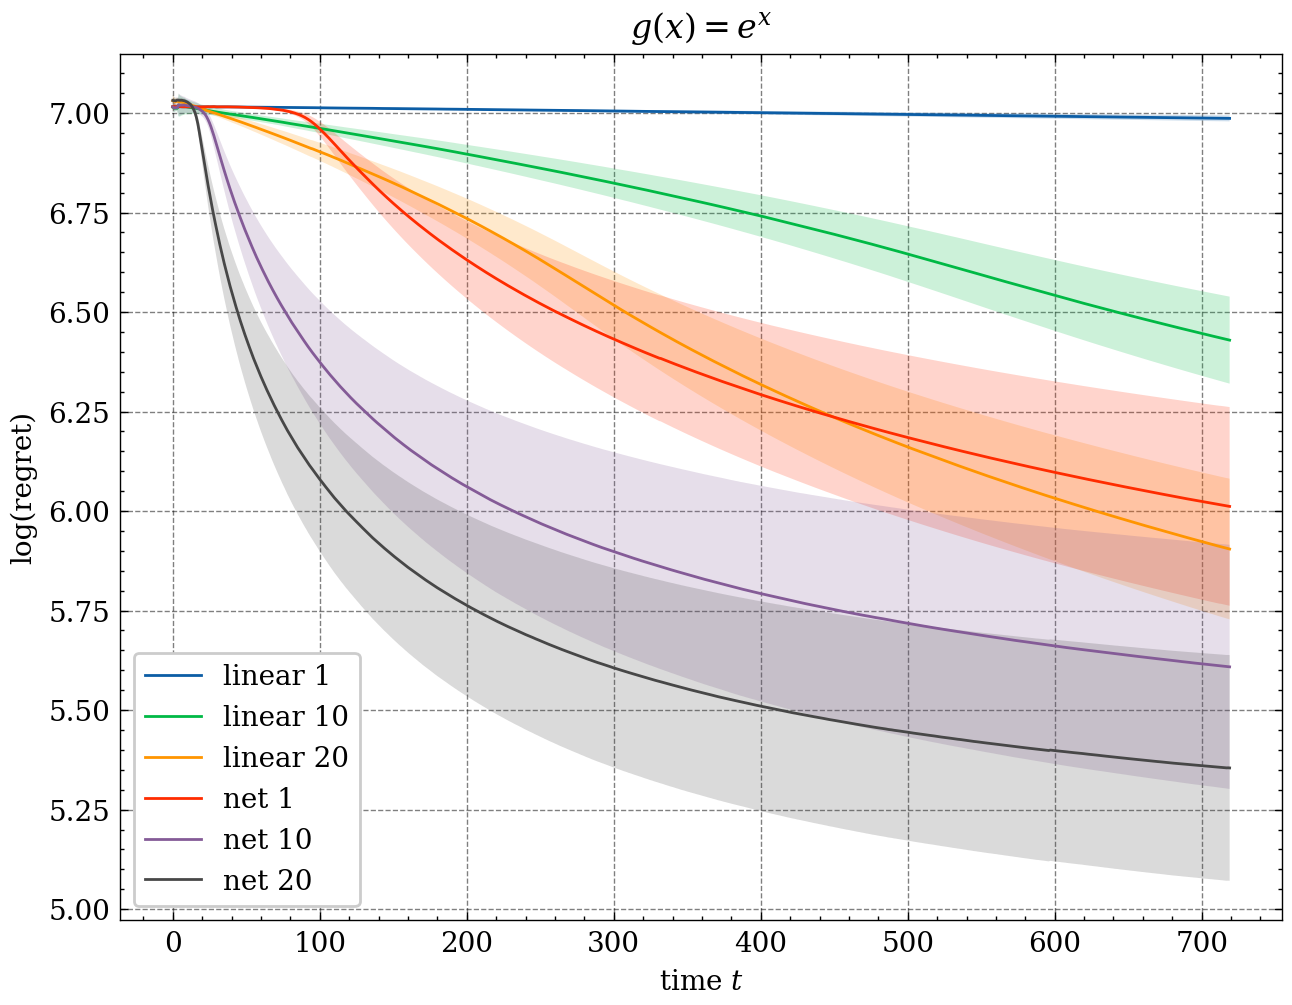 g(x) = e^x
log(regret)
7.00
6.75
6.50
6.25
6.00
5.75
5.50
5.25
5.00
linear 1
linear 10
linear 20
net 1
net 10
net 20
0 100 200 300 400 500 600 700
time t